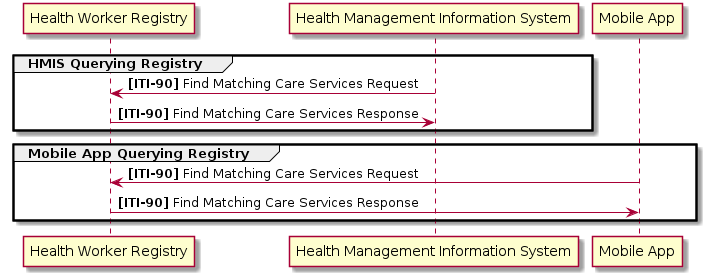 Health Worker Registry
Health Management Information System
Mobile App
HMIS Querying Registry
[ITI-90] Find Matching Care Services Request
[ITI-90] Find Matching Care Services Response
Mobile App Querying Registry
[ITI-90] Find Matching Care Services Request
[ITI-90] Find Matching Care Services Response
Health Worker Registry
Health Management Information System
Mobile App